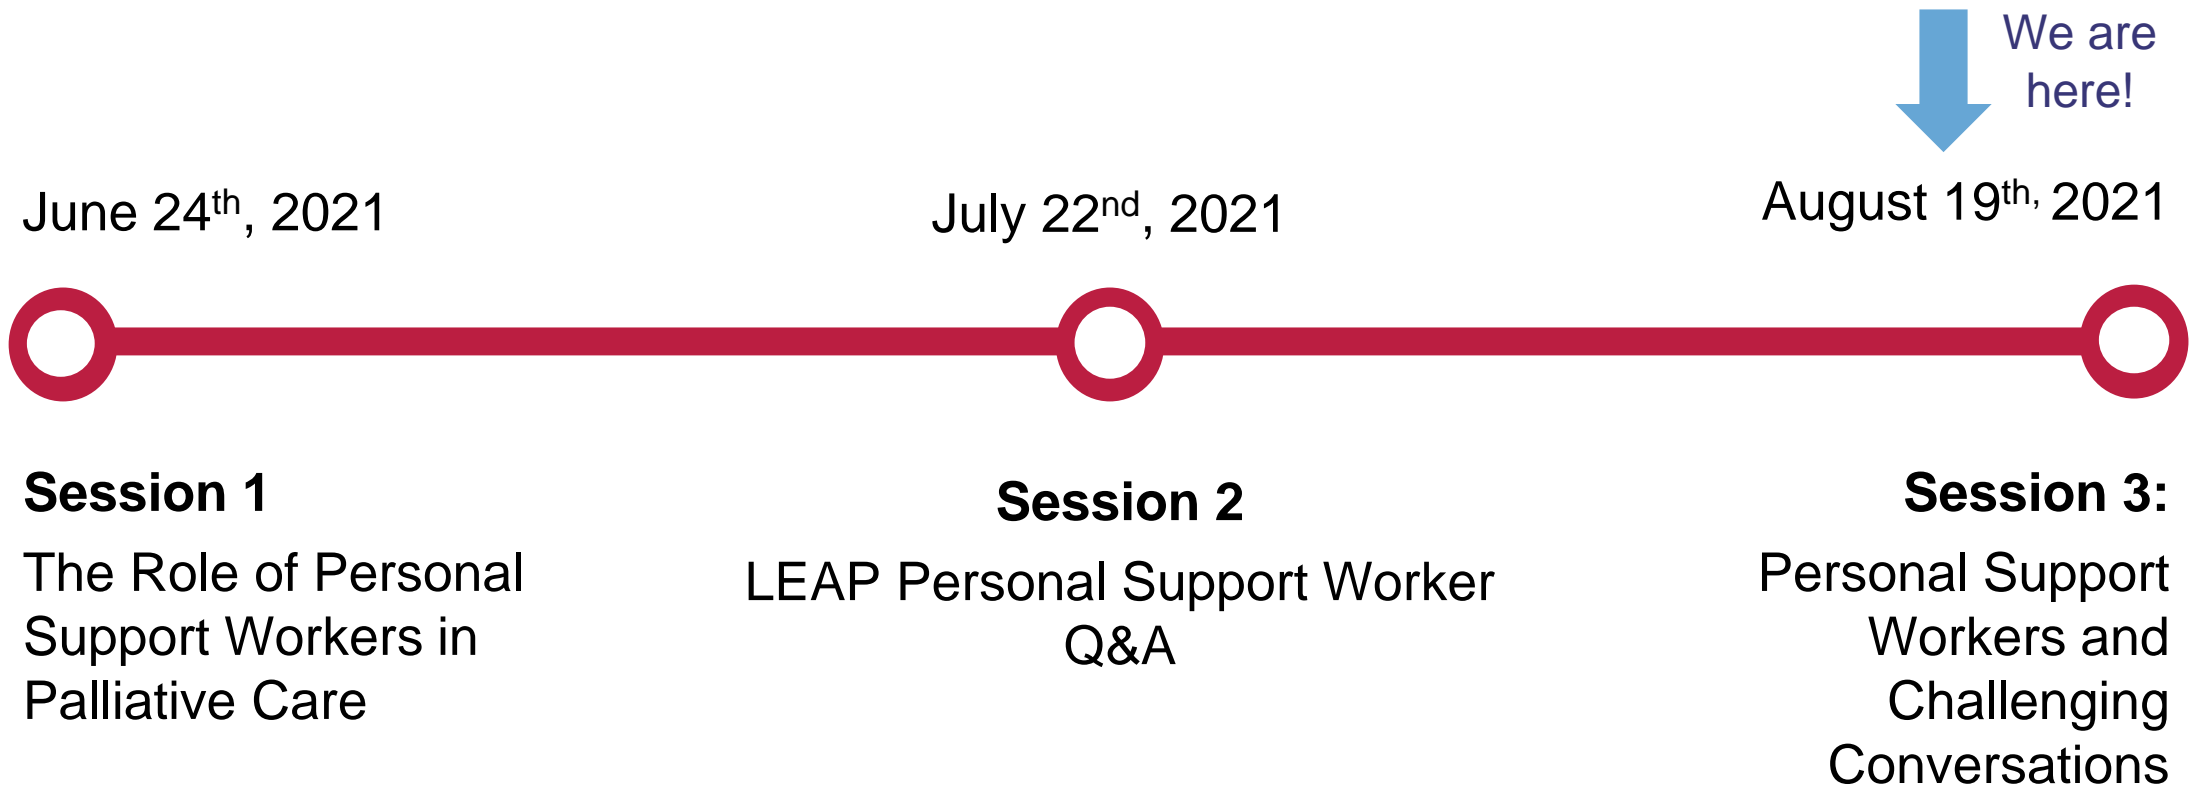 We are
here!
June 24th, 2021
July 22nd, 2021
August 19th, 2021
Session 1
The Role of Personal
Support Workers in
Palliative Care
Session 2
LEAP Personal Support Worker
Q&A
Session 3:
Personal Support
Workers and
Challenging
Conversations